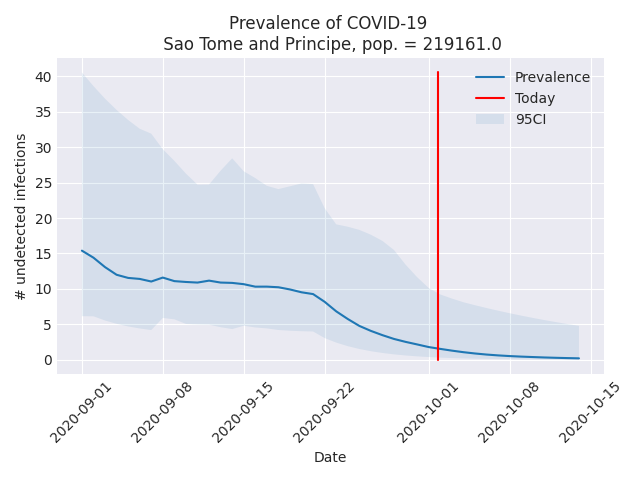 Prevalence of COVID-19
Sao Tome and Principe, pop. = 219161.0
# undetected infections
40
35
30
25
20
15
10
5
0
Prevalence
Today
95CI
2020-09-01
2020-09-08
2020-09-15
2020-09-22
2020-10-01
2020-10-08
2020-10-15
Date